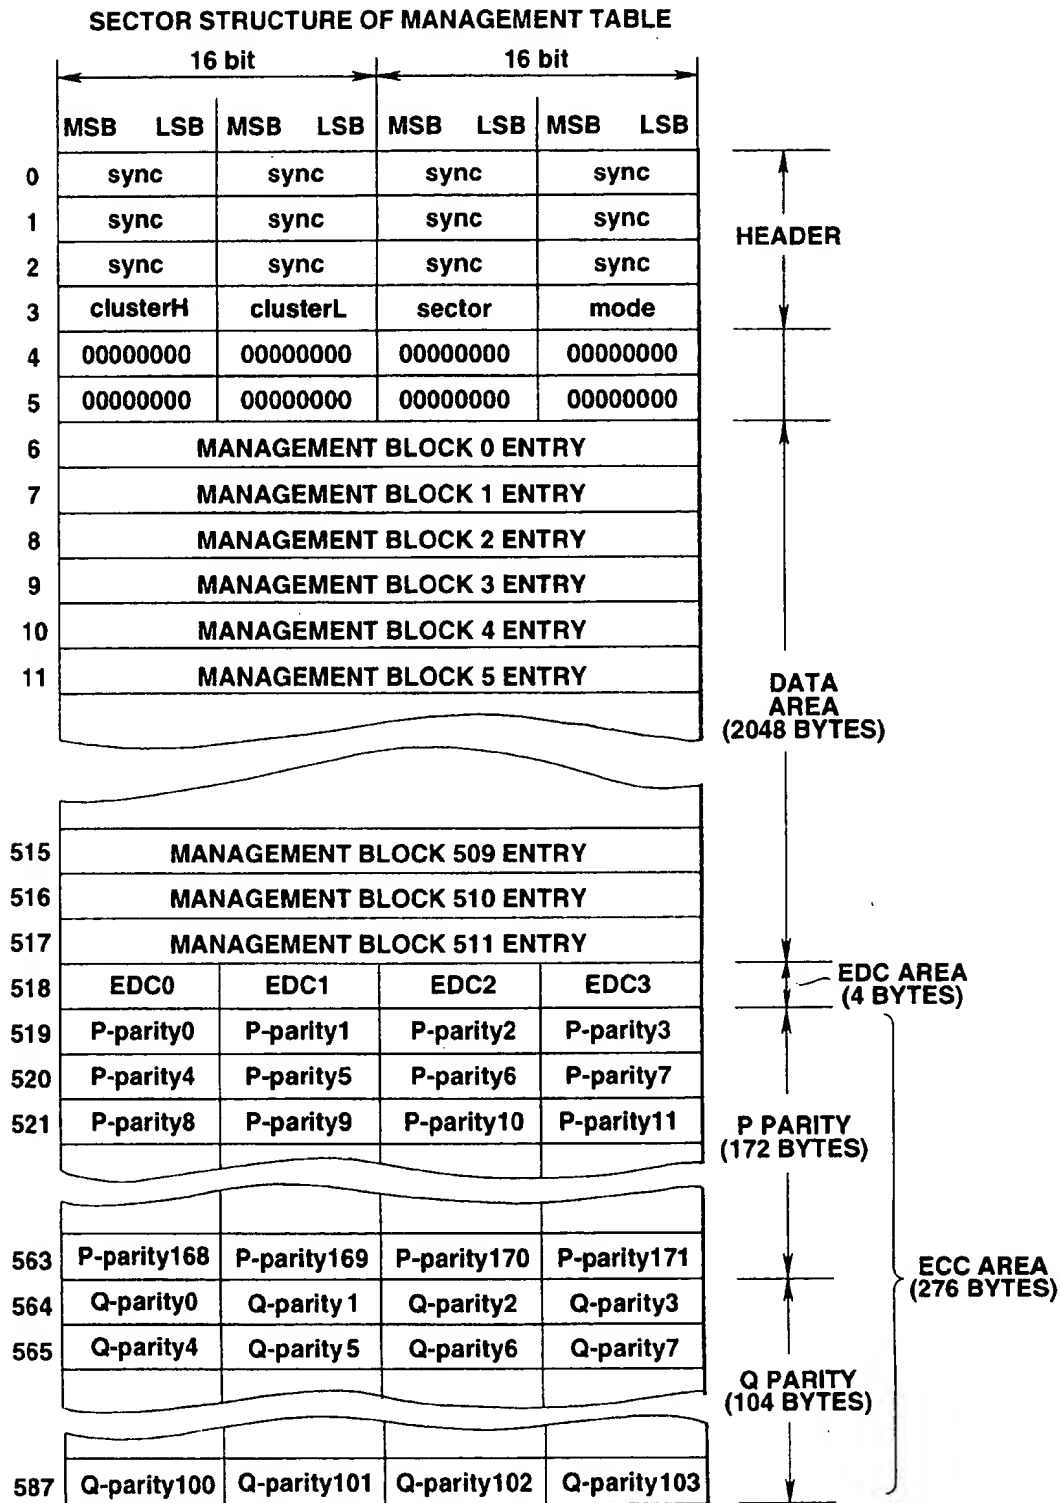 SECTOR STRUCTURE OF MANAGEMENT TABLE
16 bit 16 bit
MSB LSB MSB LSB MSB LSB MSB LSB
0 sync sync sync sync
1 sync sync sync sync
HEADER
2 sync sync sync sync
3 clusterH clusterL sector mode
4 00000000 00000000 00000000 00000000
5 00000000 00000000 00000000 00000000
6 MANAGEMENT BLOCK 0 ENTRY
7 MANAGEMENT BLOCK 1 ENTRY
8 MANAGEMENT BLOCK 2 ENTRY
9 MANAGEMENT BLOCK 3 ENTRY
10 MANAGEMENT BLOCK 4 ENTRY
11 MANAGEMENT BLOCK 5 ENTRY
DATA
AREA
(2048 BYTES)
515 MANAGEMENT BLOCK 509 ENTRY
516 MANAGEMENT BLOCK 510 ENTRY
517 MANAGEMENT BLOCK 511 ENTRY
518 EDC0 EDC1 EDC2 EDC3
EDC AREA
(4 BYTES)
519 P-parity0 P-parity1 P-parity2 P-parity3
520 P-parity4 P-parity5 P-parity6 P-parity7
521 P-parity8 P-parity9 P-parity10 P-parity11
P PARITY
(172 BYTES)
563 P-parity168 P-parity169 P-parity170 P-parity171
ECC AREA
(276 BYTES)
564 Q-parity0 Q-parity 1 Q-parity2 Q-parity3
565 Q-parity4 Q-parity 5 Q-parity6 Q-parity7
Q PARITY
(104 BYTES)
587 Q-parity100 Q-parity101 Q-parity102 Q-parity103